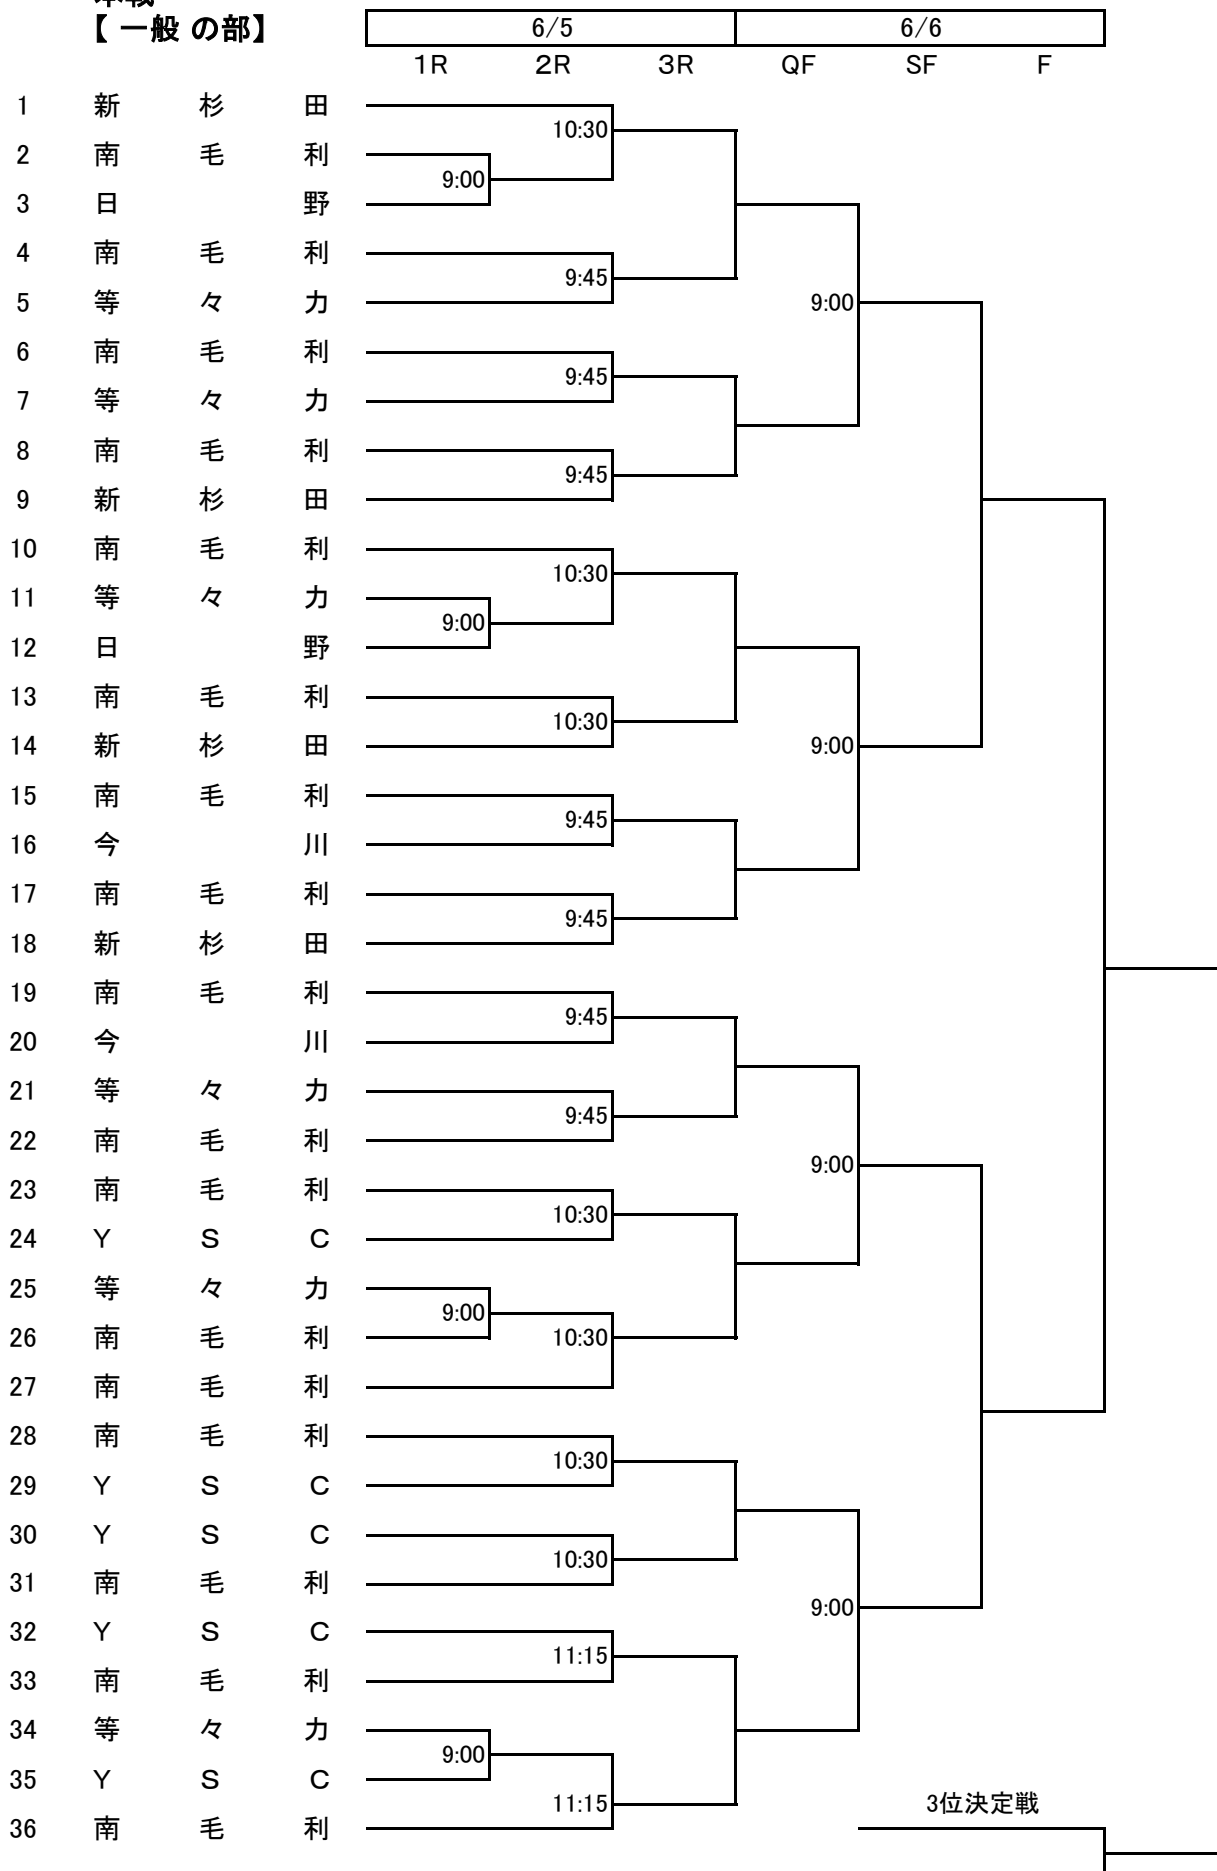 【 一般 の部】
6/5 6/6
1R 2R 3R QF SF F
1 新 杉 田
10:30
2 南 毛 利
9:00
3 日 野
4 南 毛 利
9:45
5 等 々 力 9:00
6 南 毛 利
9:45
7 等 々 力
8 南 毛 利
9:45
9 新 杉 田
10 南 毛 利
10:30
11 等 々 力
9:00
12 日 野
13 南 毛 利
10:30
14 新 杉 田 9:00
15 南 毛 利
9:45
16 今 川
17 南 毛 利
9:45
18 新 杉 田
19 南 毛 利
9:45
20 今 川
21 等 々 力
9:45
22 南 毛 利
9:00
23 南 毛 利
10:30
24 Y S C
25 等 々 力
9:00
26 南 毛 利 10:30
27 南 毛 利
28 南 毛 利
10:30
29 Y S C
30 Y S C
10:30
31 南 毛 利
9:00
32 Y S C
11:15
33 南 毛 利
34 等 々 力
9:00
35 Y S C
11:15 3位決定戦
36 南 毛 利